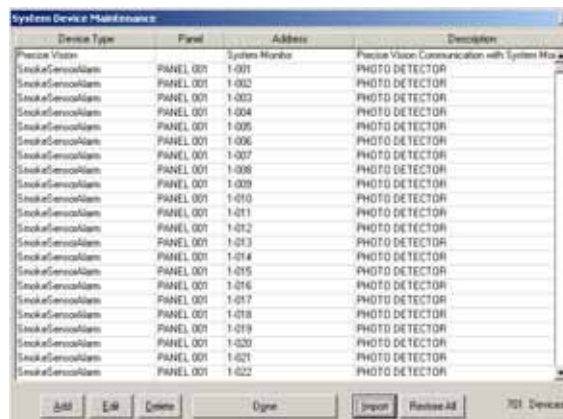 System Device Maintenance
Device Type Panel Address Description
Precise Vision System Monitor Precise Vision Communication with System Mon
SmokeSensorAlarm PANEL 001 1-001 PHOTO DETECTOR
SmokeSensorAlarm PANEL 001 1-002 PHOTO DETECTOR
SmokeSensorAlarm PANEL 001 1-003 PHOTO DETECTOR
SmokeSensorAlarm PANEL 001 1-004 PHOTO DETECTOR
SmokeSensorAlarm PANEL 001 1-005 PHOTO DETECTOR
SmokeSensorAlarm PANEL 001 1-006 PHOTO DETECTOR
SmokeSensorAlarm PANEL 001 1-007 PHOTO DETECTOR
SmokeSensorAlarm PANEL 001 1-008 PHOTO DETECTOR
SmokeSensorAlarm PANEL 001 1-009 PHOTO DETECTOR
SmokeSensorAlarm PANEL 001 1-010 PHOTO DETECTOR
SmokeSensorAlarm PANEL 001 1-011 PHOTO DETECTOR
SmokeSensorAlarm PANEL 001 1-012 PHOTO DETECTOR
SmokeSensorAlarm PANEL 001 1-013 PHOTO DETECTOR
SmokeSensorAlarm PANEL 001 1-014 PHOTO DETECTOR
SmokeSensorAlarm PANEL 001 1-015 PHOTO DETECTOR
SmokeSensorAlarm PANEL 001 1-016 PHOTO DETECTOR
SmokeSensorAlarm PANEL 001 1-017 PHOTO DETECTOR
SmokeSensorAlarm PANEL 001 1-018 PHOTO DETECTOR
SmokeSensorAlarm PANEL 001 1-019 PHOTO DETECTOR
SmokeSensorAlarm PANEL 001 1-020 PHOTO DETECTOR
SmokeSensorAlarm PANEL 001 1-021 PHOTO DETECTOR
SmokeSensorAlarm PANEL 001 1-022 PHOTO DETECTOR
Add Edit Delete Done Import Restore All 701 Devices